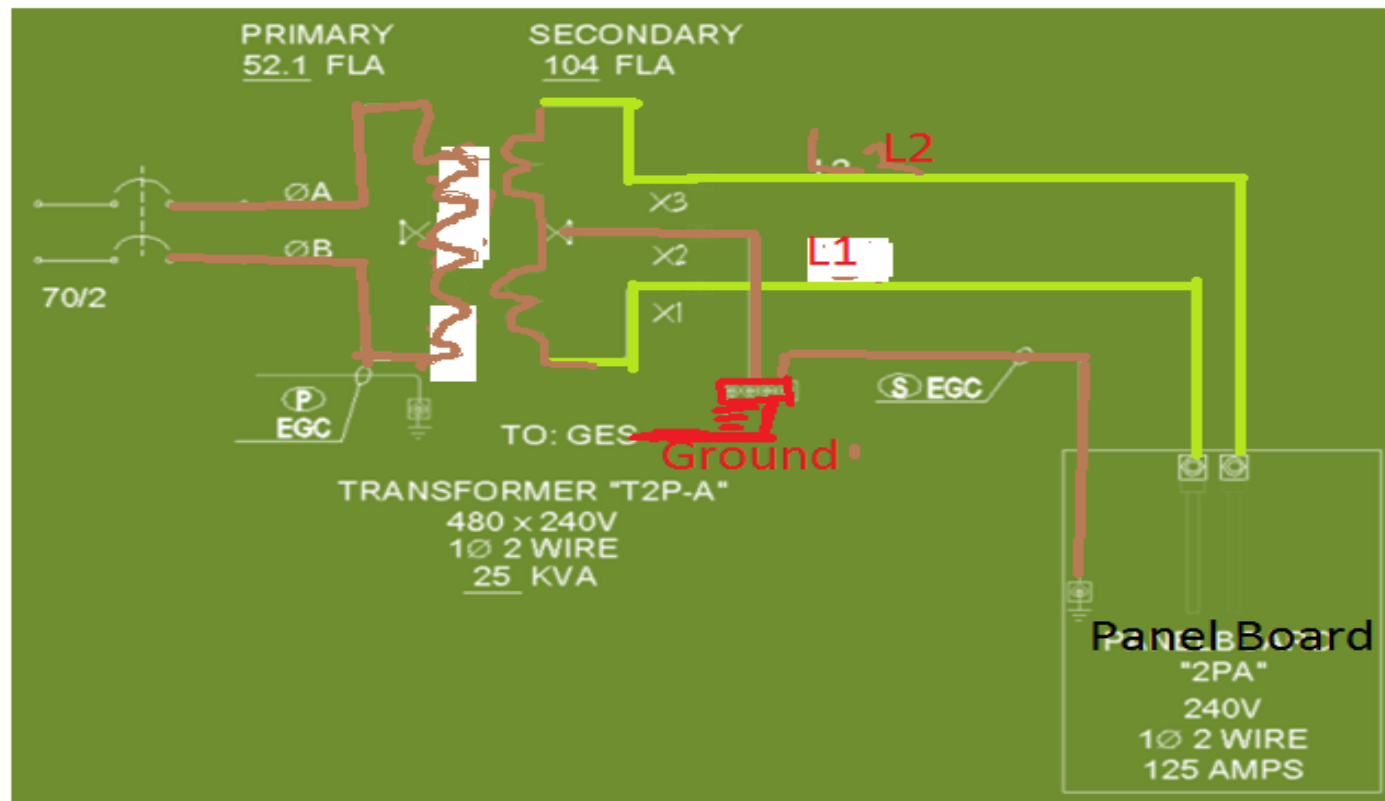 PRIMARY
52.1 FLA
SECONDARY
104 FLA
L2
ØA
X3
ØB
X2
L1
70/2
X1
P
EGC
S EGC
TO: GES
Ground
TRANSFORMER "T2P-A"
480 x 240V
1Ø 2 WIRE
25 KVA
Panel Board
"2PA"
240V
1Ø 2 WIRE
125 AMPS